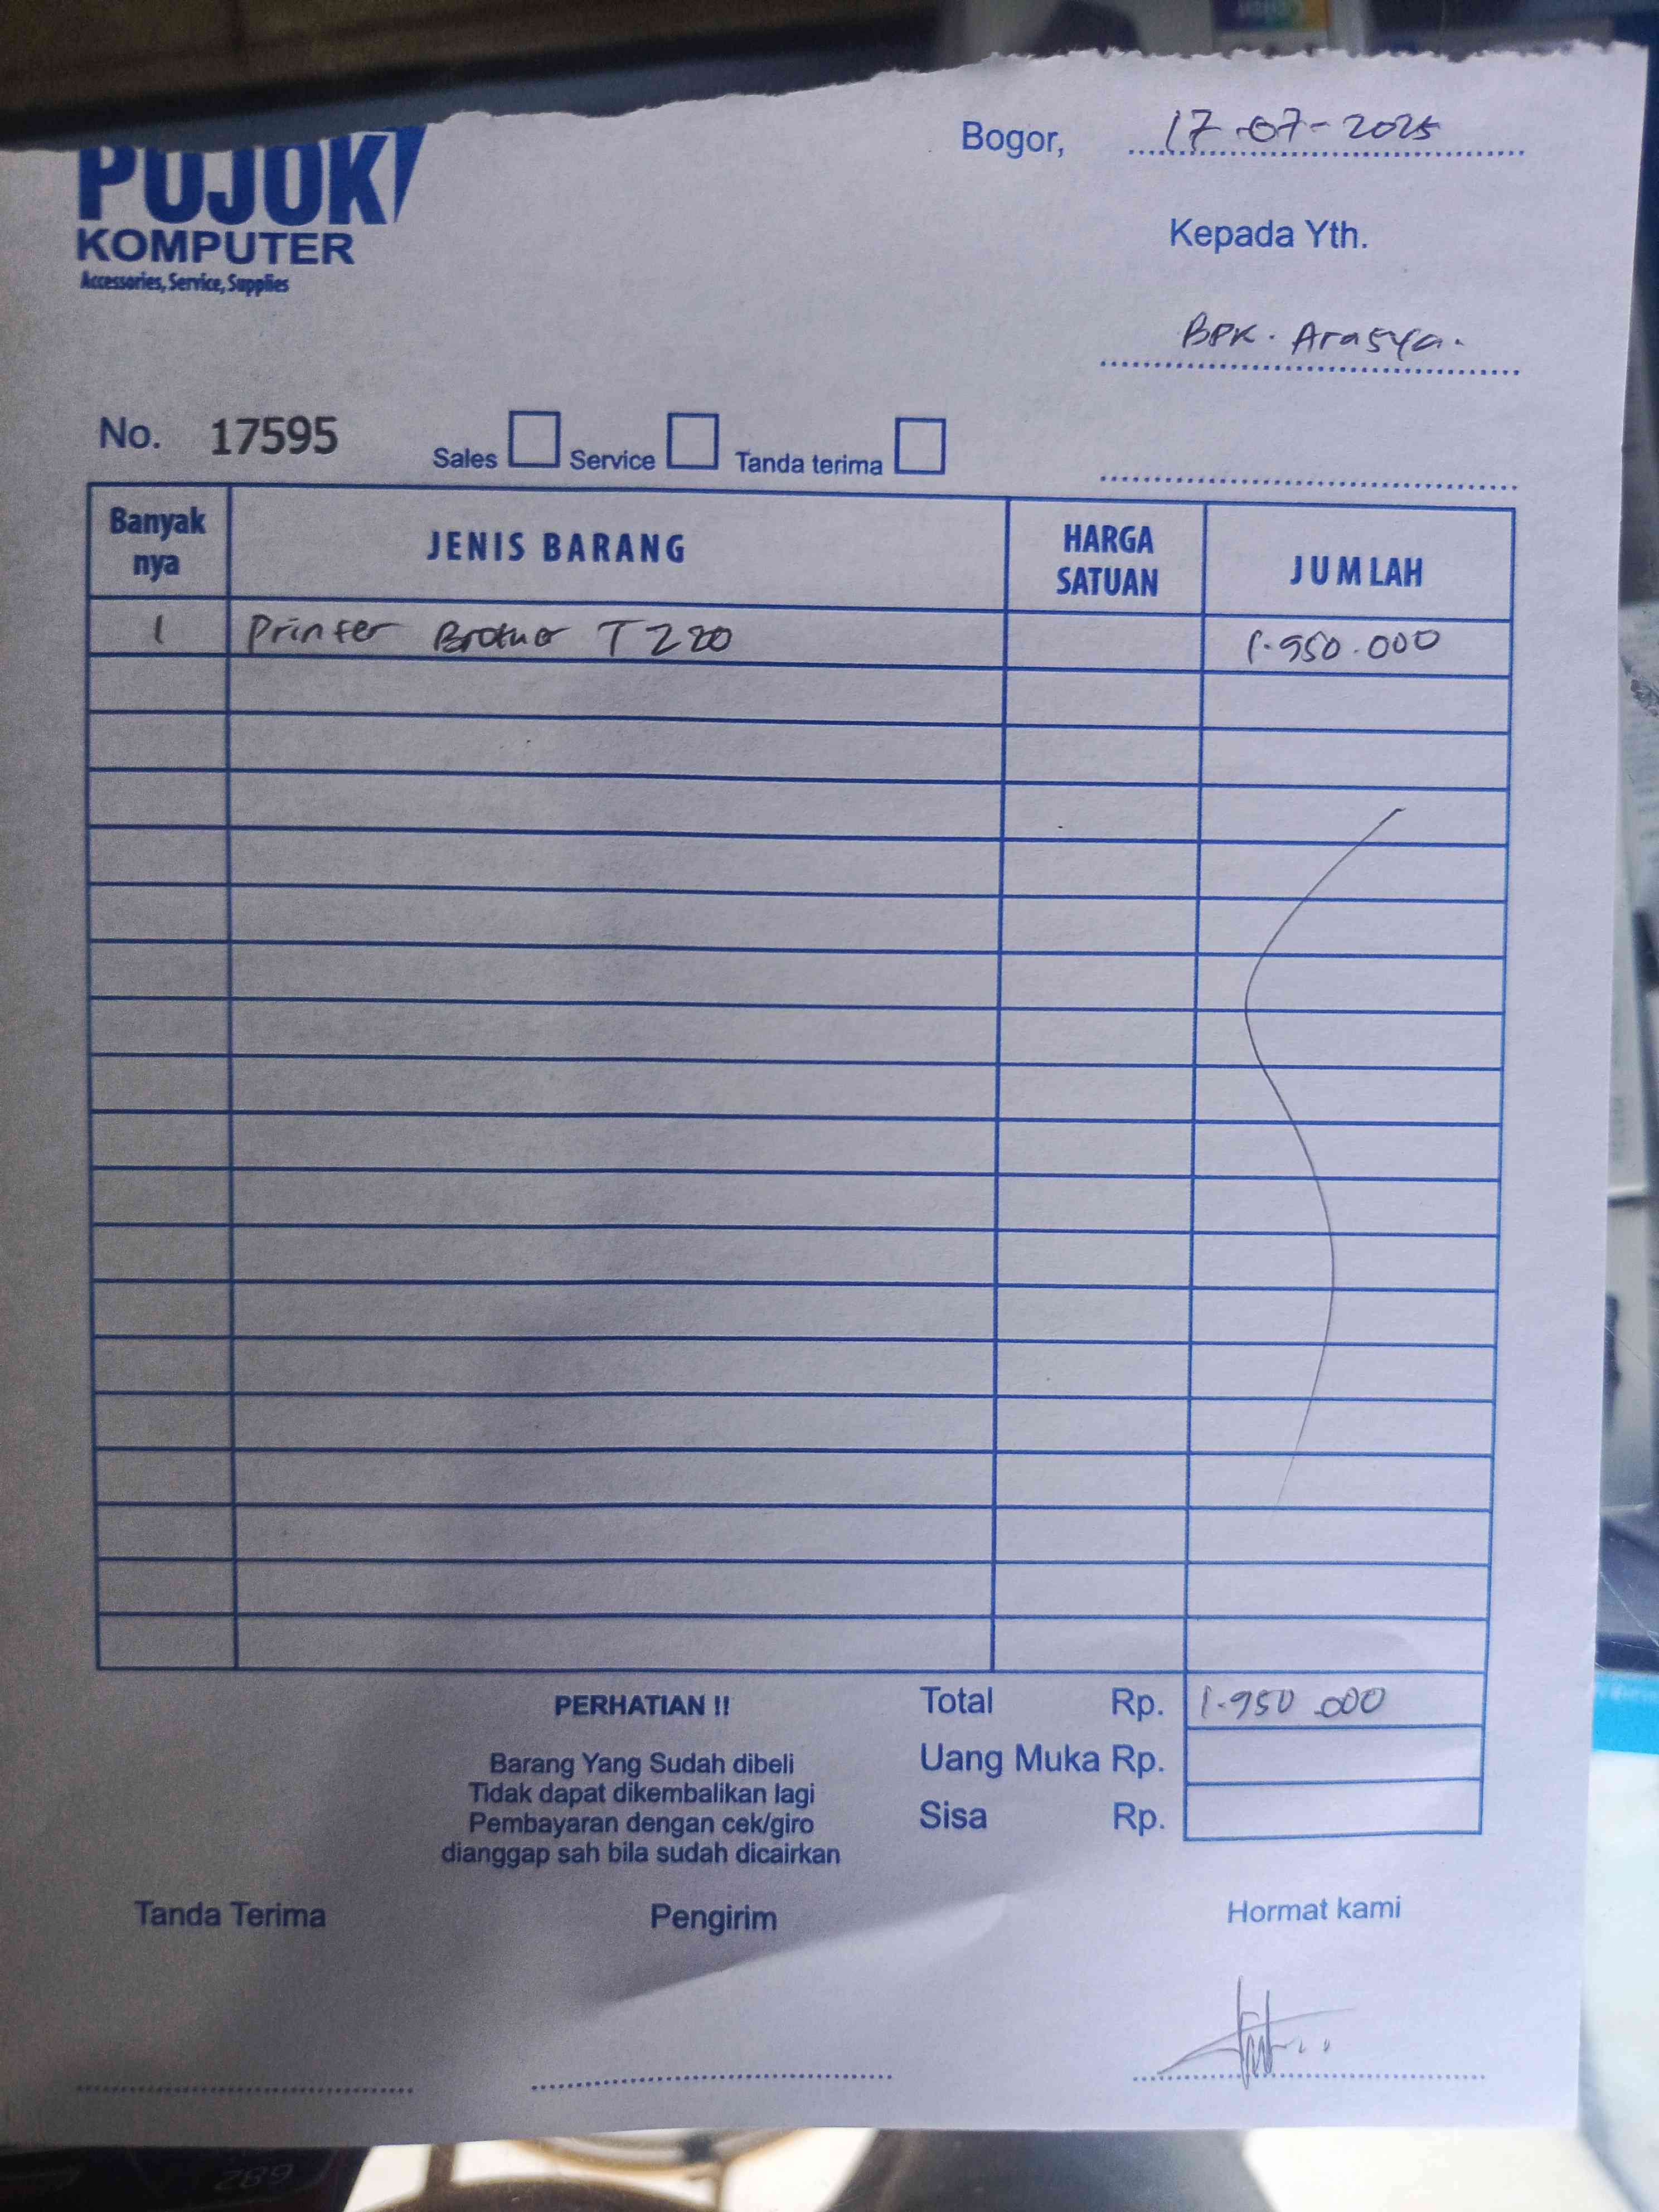 PUJOK
KOMPUTER
Accessories, Service, Supplies
Bogor, 17-07-2025
Kepada Yth.
BPK. Arasya.
No. 17595
Sales Service Tanda terima
Banyak nya JENIS BARANG HARGA SATUAN JUMLAH
1 Printer Brother T220 1.950.000
PERHATIAN !!
Barang Yang Sudah dibeli
Tidak dapat dikembalikan lagi
Pembayaran dengan cek/giro
dianggap sah bila sudah dicairkan
Total Rp. 1.950.000
Uang Muka Rp.
Sisa Rp.
Tanda Terima Pengirim Hormat kami
682